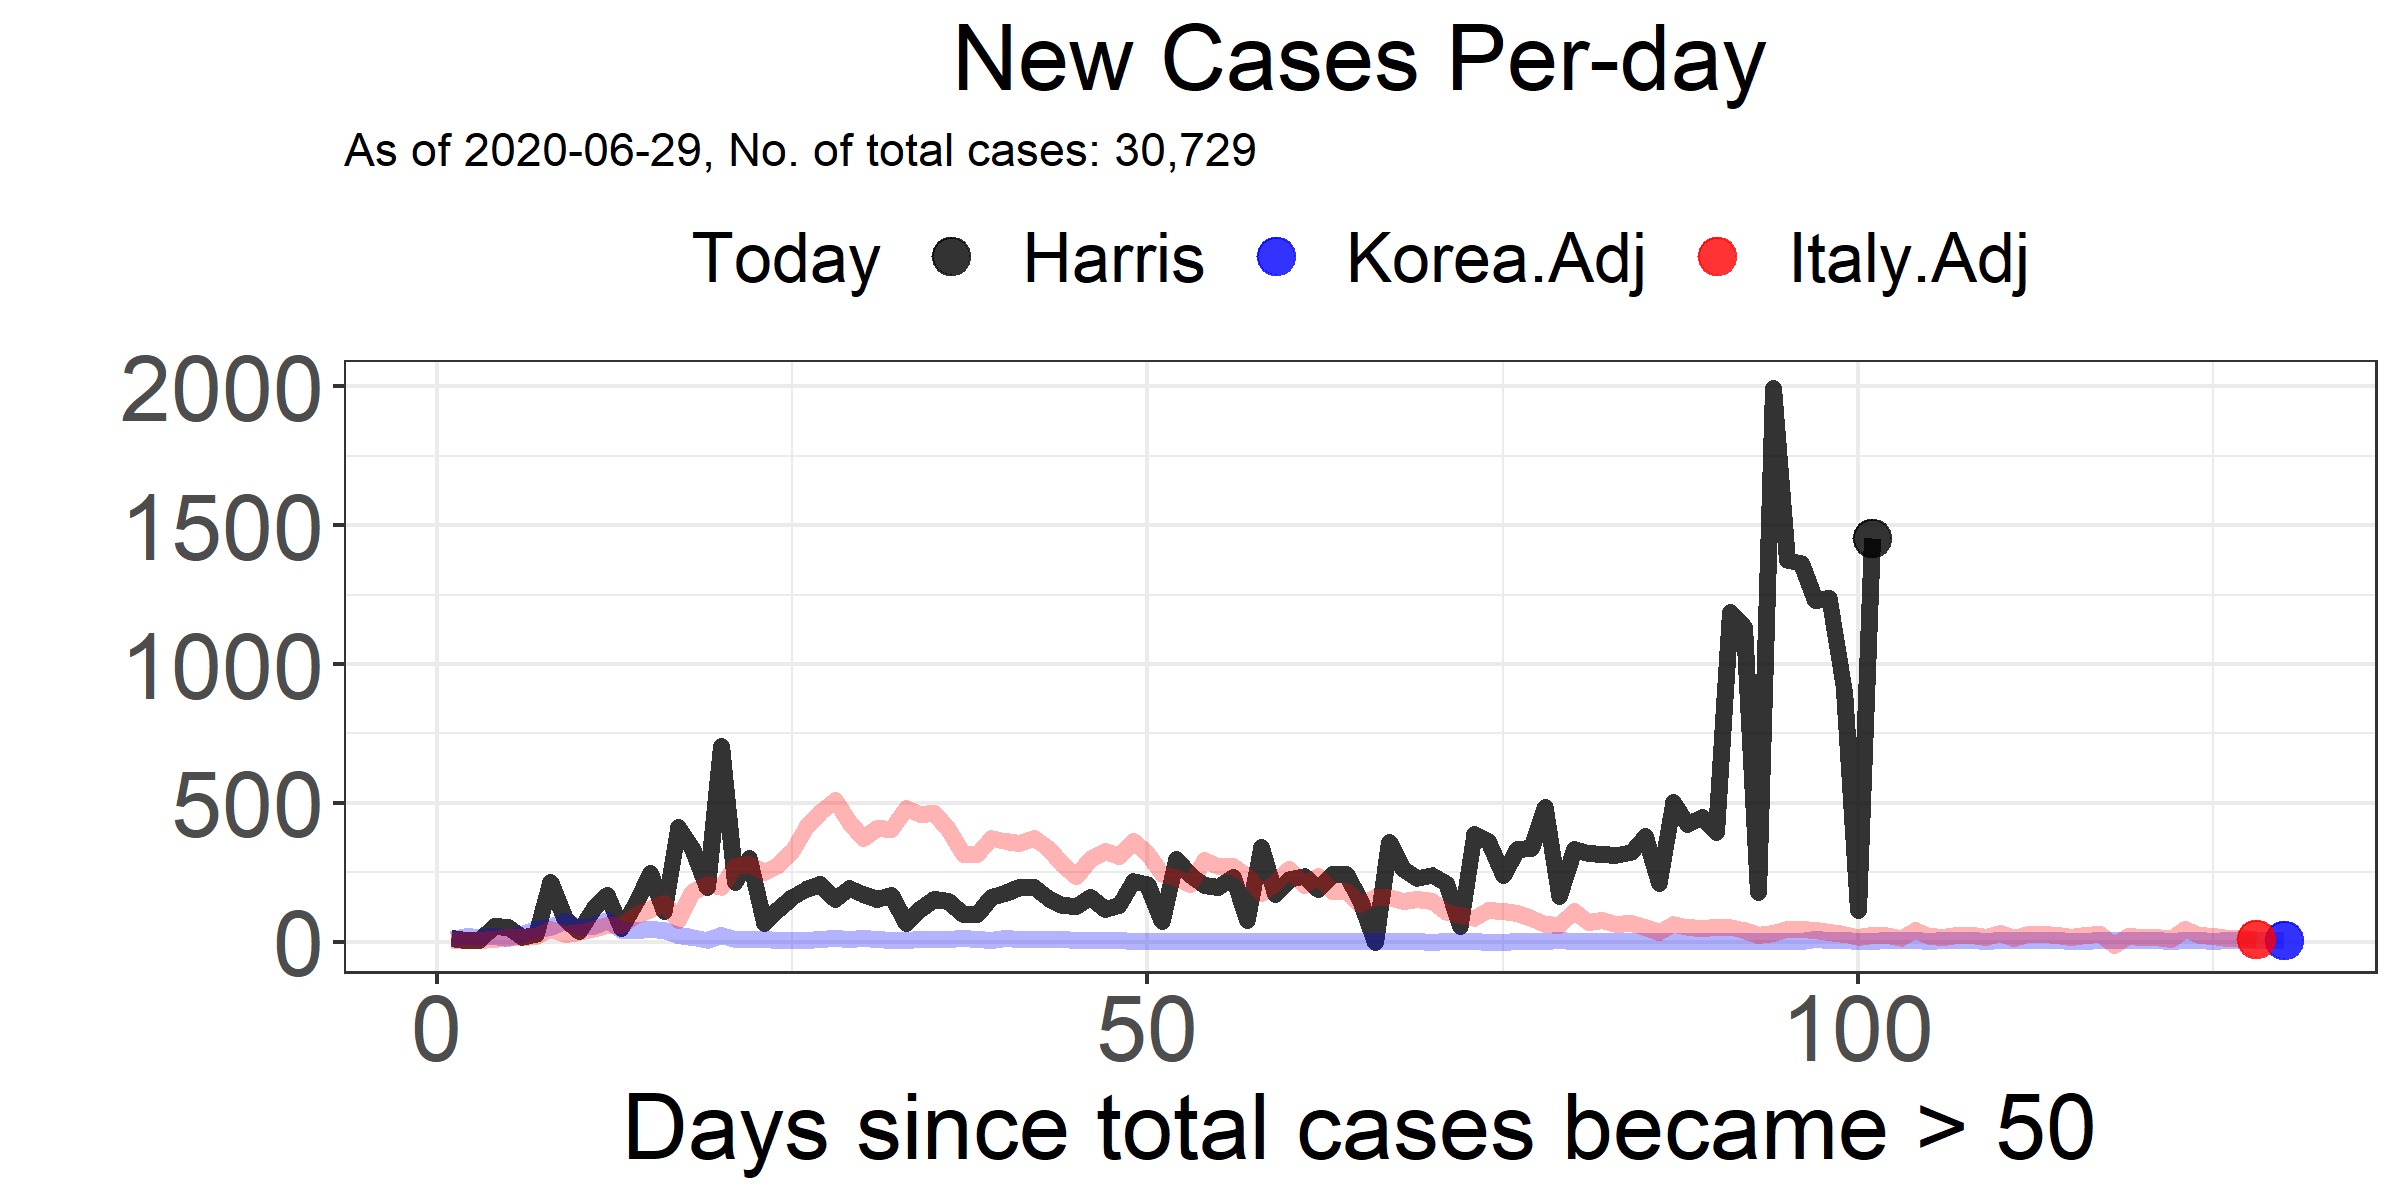 New Cases Per-day
As of 2020-06-29, No. of total cases: 30,729
Today Harris Korea.Adj Italy.Adj
2000
1500
1000
500
0
0 50 100
Days since total cases became > 50